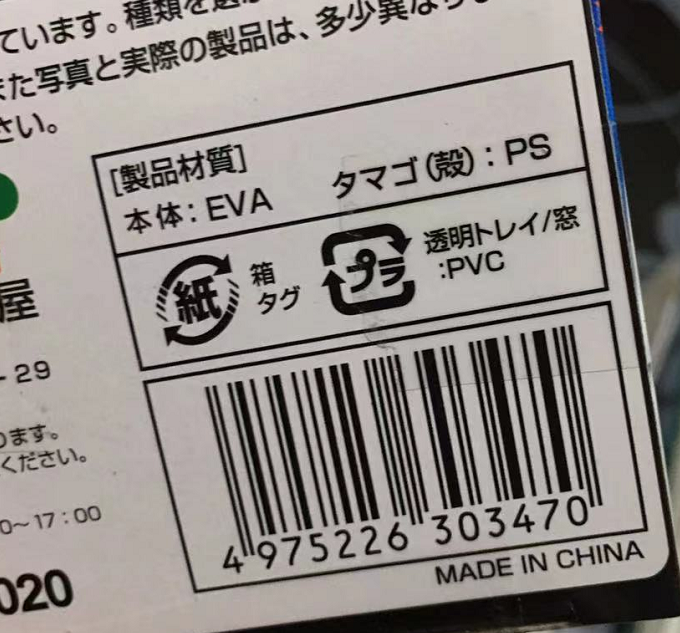 ています。種類を選
また写真と実際の製品は、多少異なり
さい。
[製品材質]
本体:EVA
タマゴ(殻):PS
紙
箱
タグ
プラ
透明トレイ/窓
:PVC
屋
-29
ります。
ください。
0~17:00
020
4 975226 303470
MADE IN CHINA